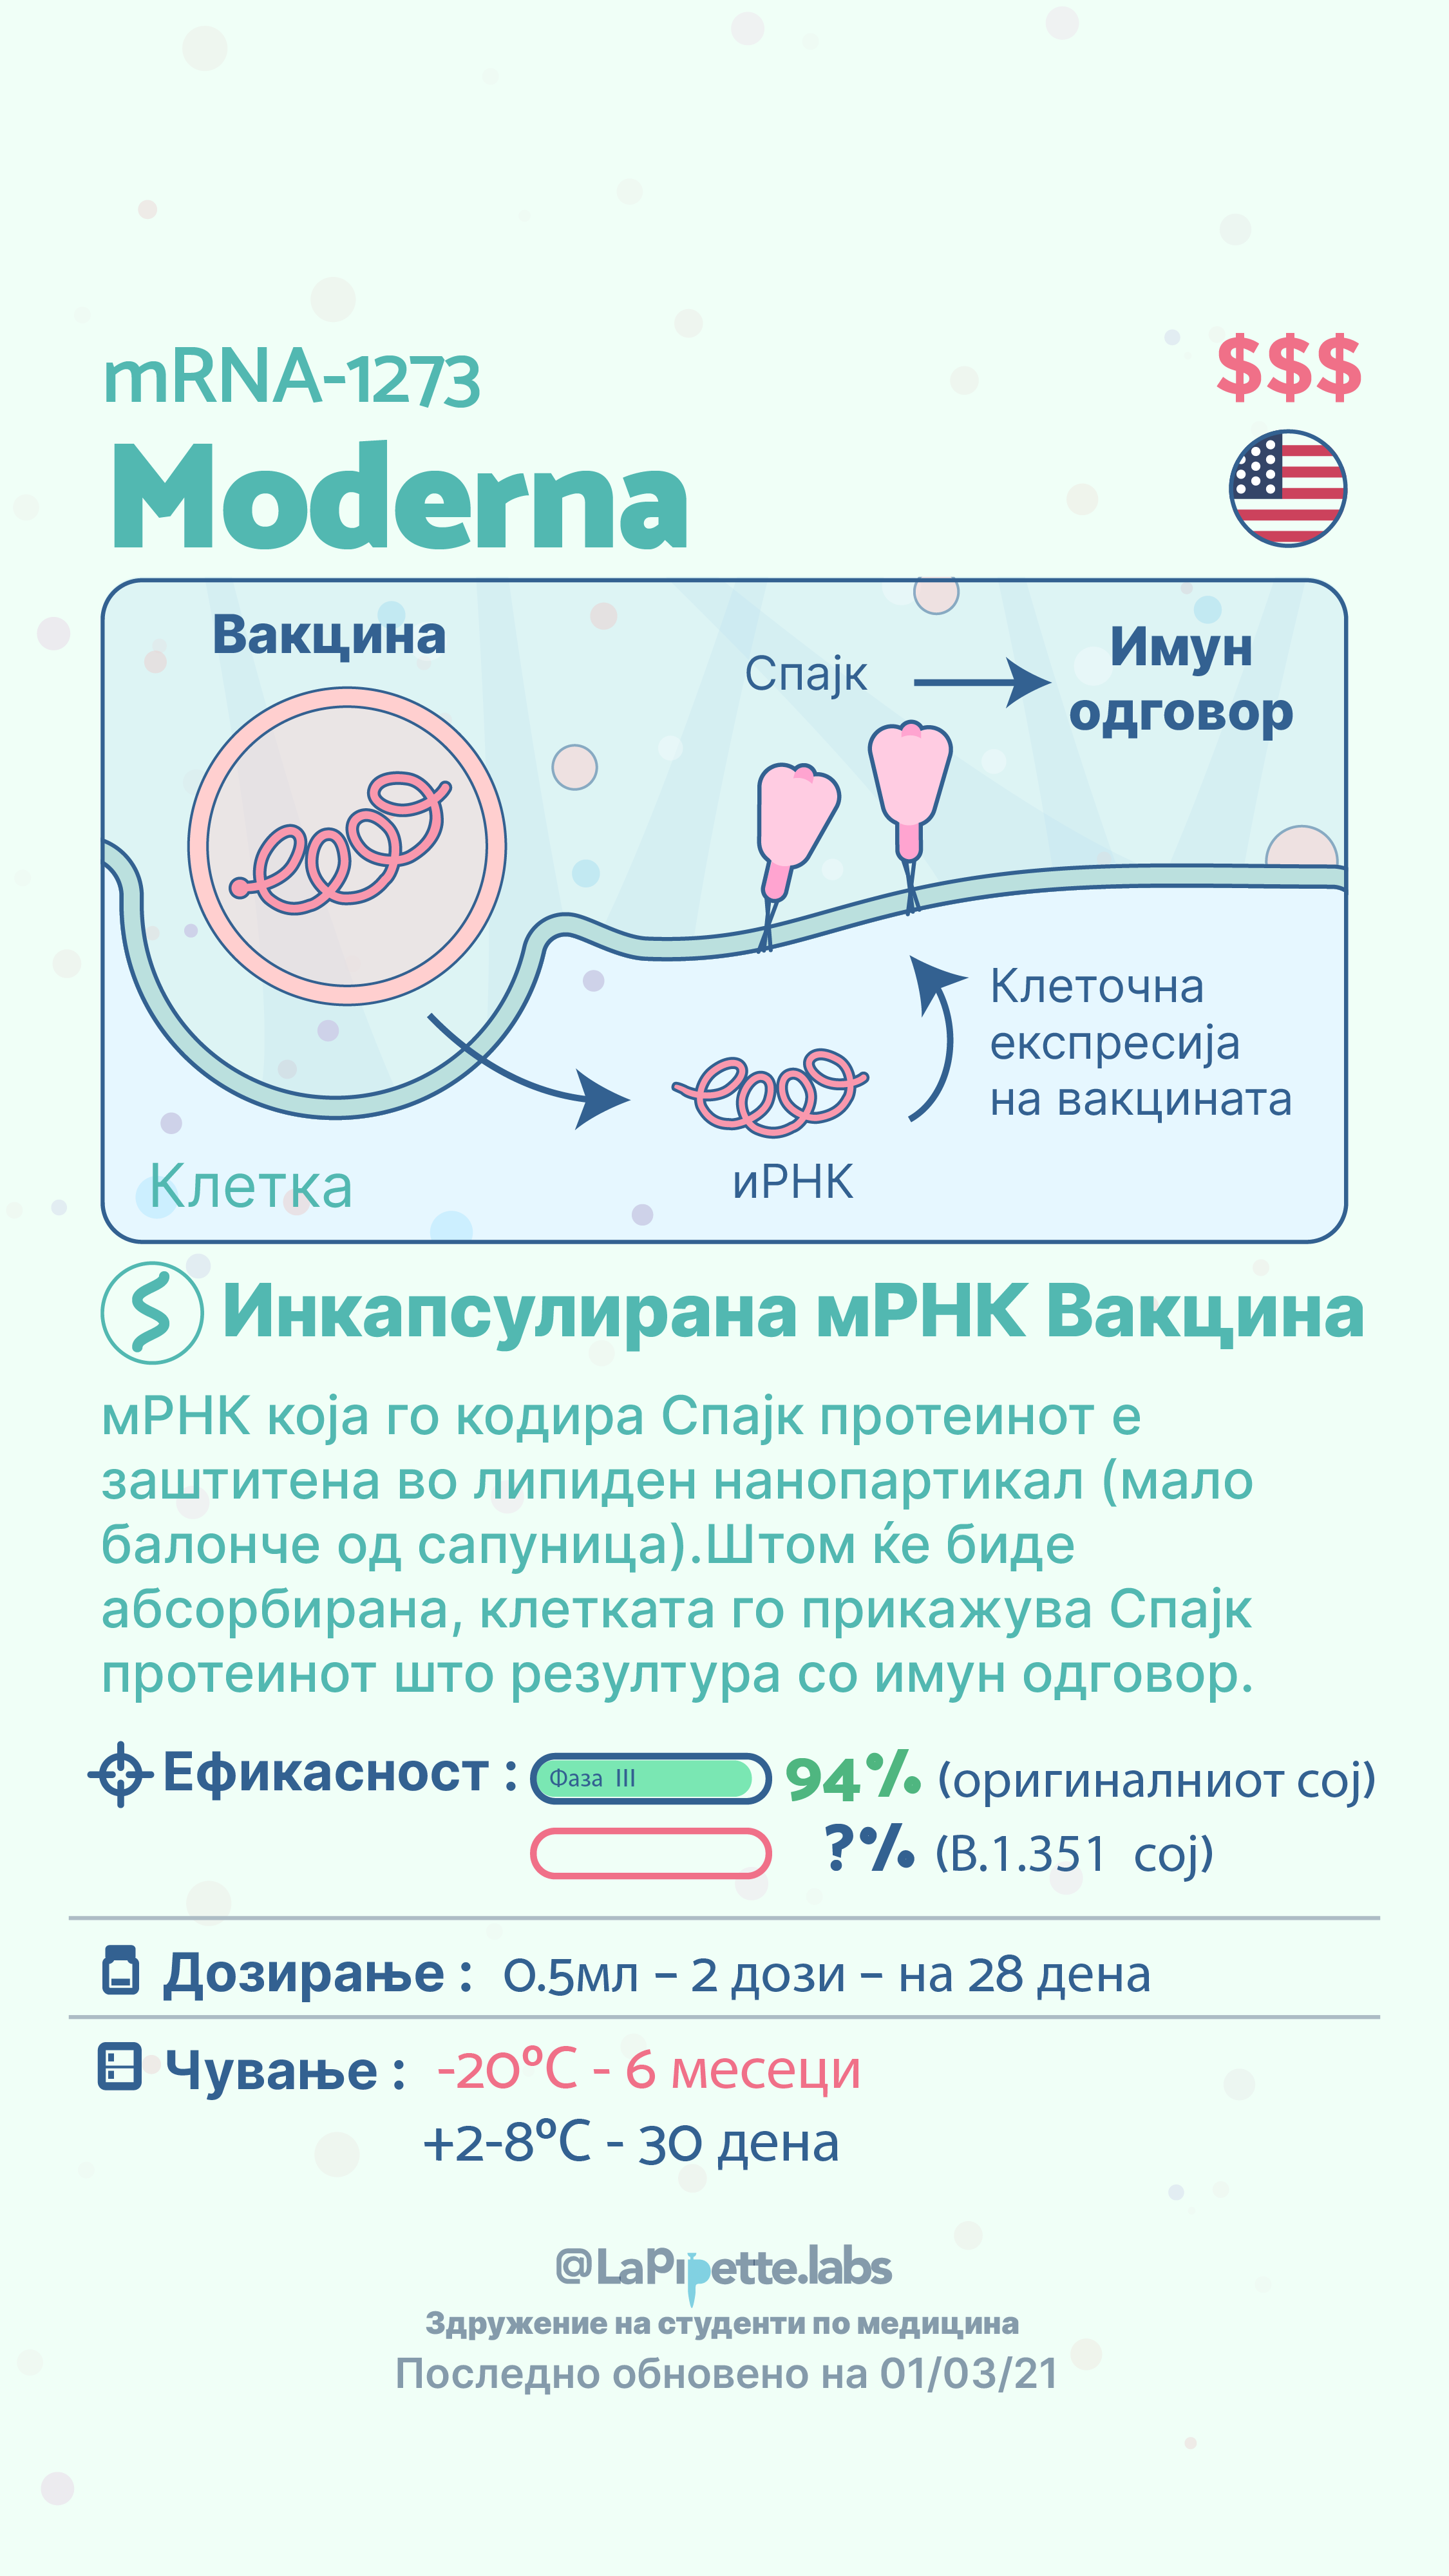 mRNA-1273
$$$
Moderna
Вакцина
Спајк
Имун
одговор
Клеточна
експресија
на вакцината
иРНК
Клетка
Инкапсулирана мРНК Вакцина
мРНК која го кодира Спајк протеинот е
заштитена во липиден нанопартикал (мало
балонче од сапуница).Штом ќе биде
абсорбирана, клетката го прикажува Спајк
протеинот што резултура со имун одговор.
Ефикасност : Фаза III 94% (оригиналниот сој)
?% (B.1.351 сој)
Дозирање : 0.5мл – 2 дози – на 28 дена
Чување : -20ºC - 6 месеци
+2-8ºC - 30 дена
@LaPipette.labs
Здружение на студенти по медицина
Последно обновено на 01/03/21